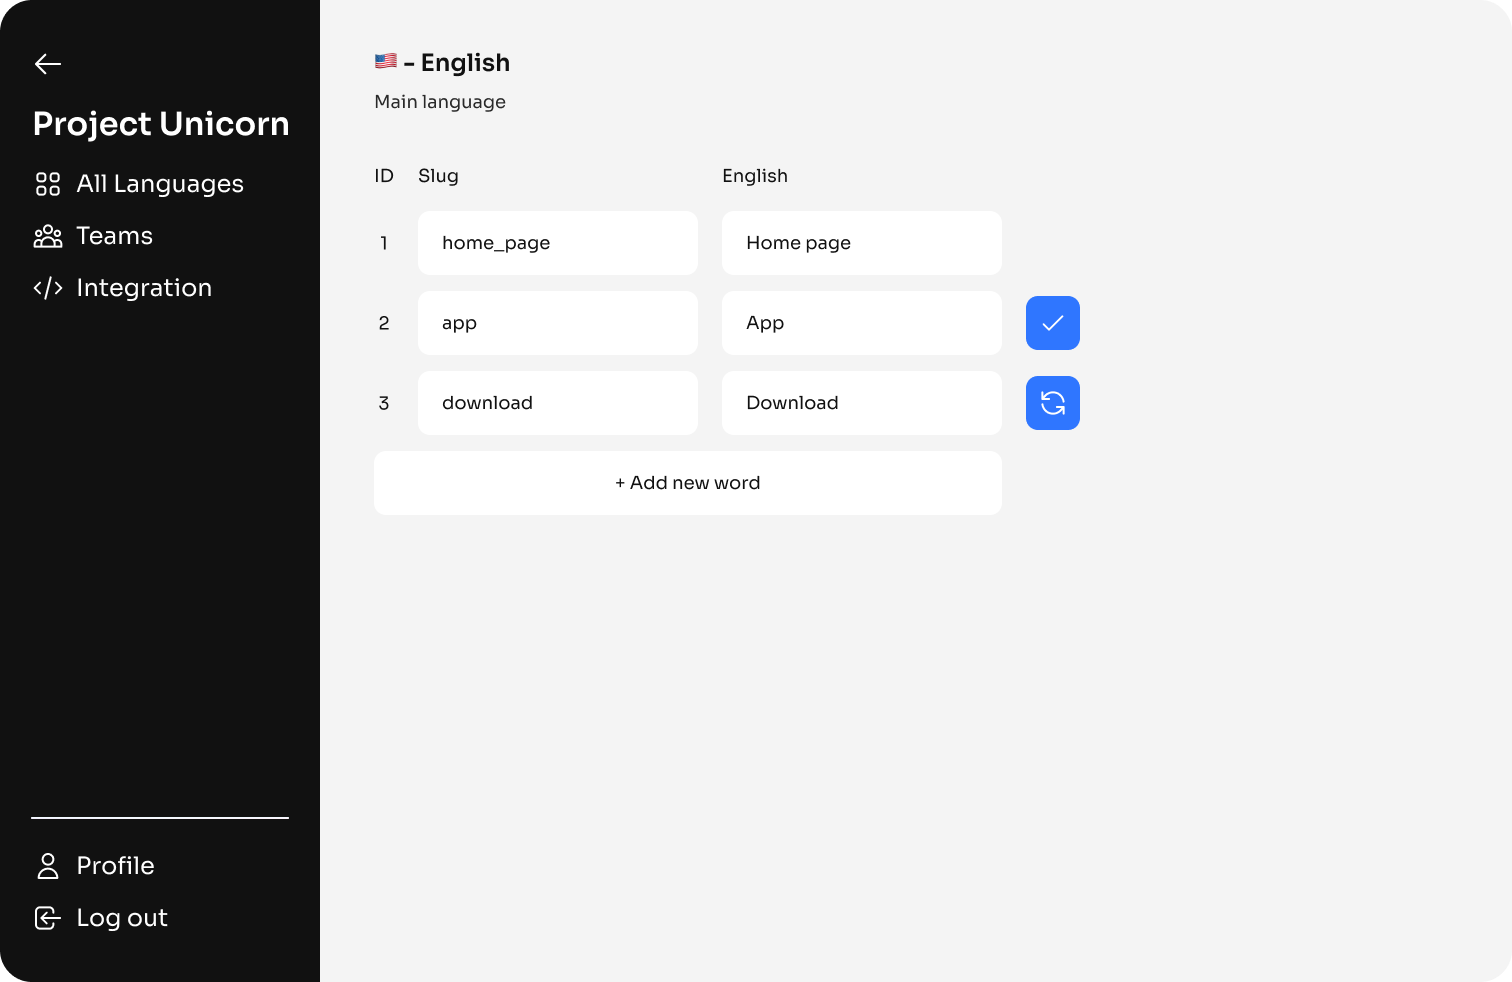 Project Unicorn
All Languages
Teams
Integration
Profile
Log out
🇺🇸 – English
Main language
ID Slug English
1 home_page Home page
2 app App
3 download Download
+ Add new word